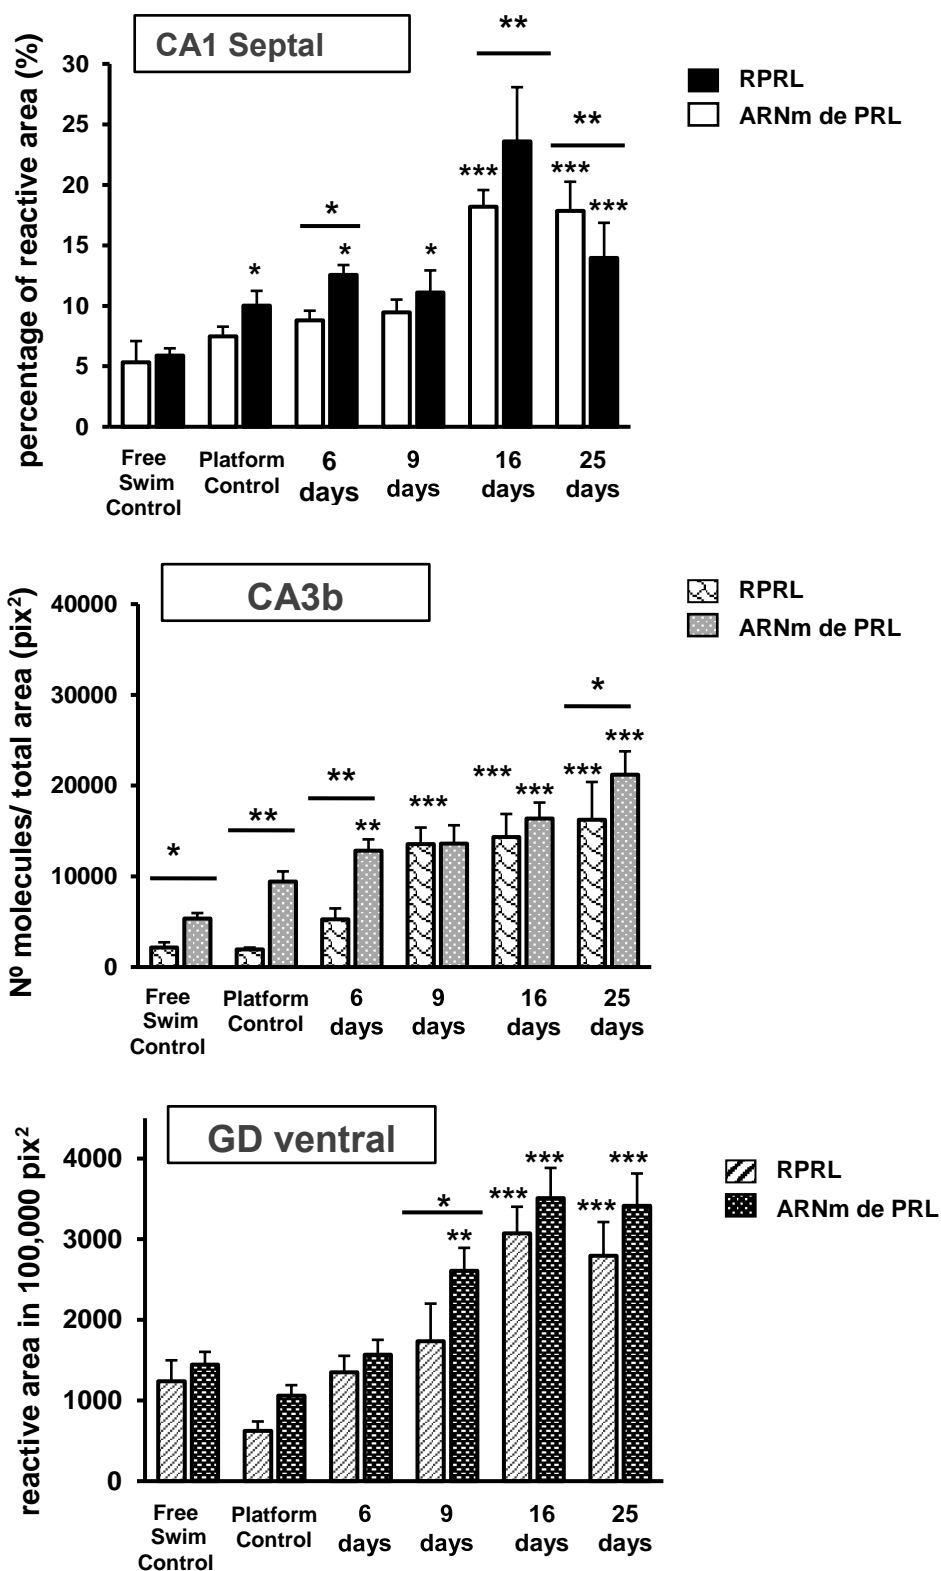 CA1 Septal
**
30
RPRL
ARNm de PRL
25
**
20
***
***
***
*
15
*
*
*
10
5
0
percentage of reactive area (%)
Free Swim Control
Platform Control
6 days
9 days
16 days
25 days
CA3b
40000
RPRL
ARNm de PRL
30000
*
***
20000
**
***
***
***
***
**
**
*
10000
0
Nº molecules/ total area (pix²)
Free Swim Control
Platform Control
6 days
9 days
16 days
25 days
GD ventral
4000
***
***
RPRL
ARNm de PRL
***
***
*
**
3000
2000
1000
0
reactive area in 100,000 pix²
Free Swim Control
Platform Control
6 days
9 days
16 days
25 days